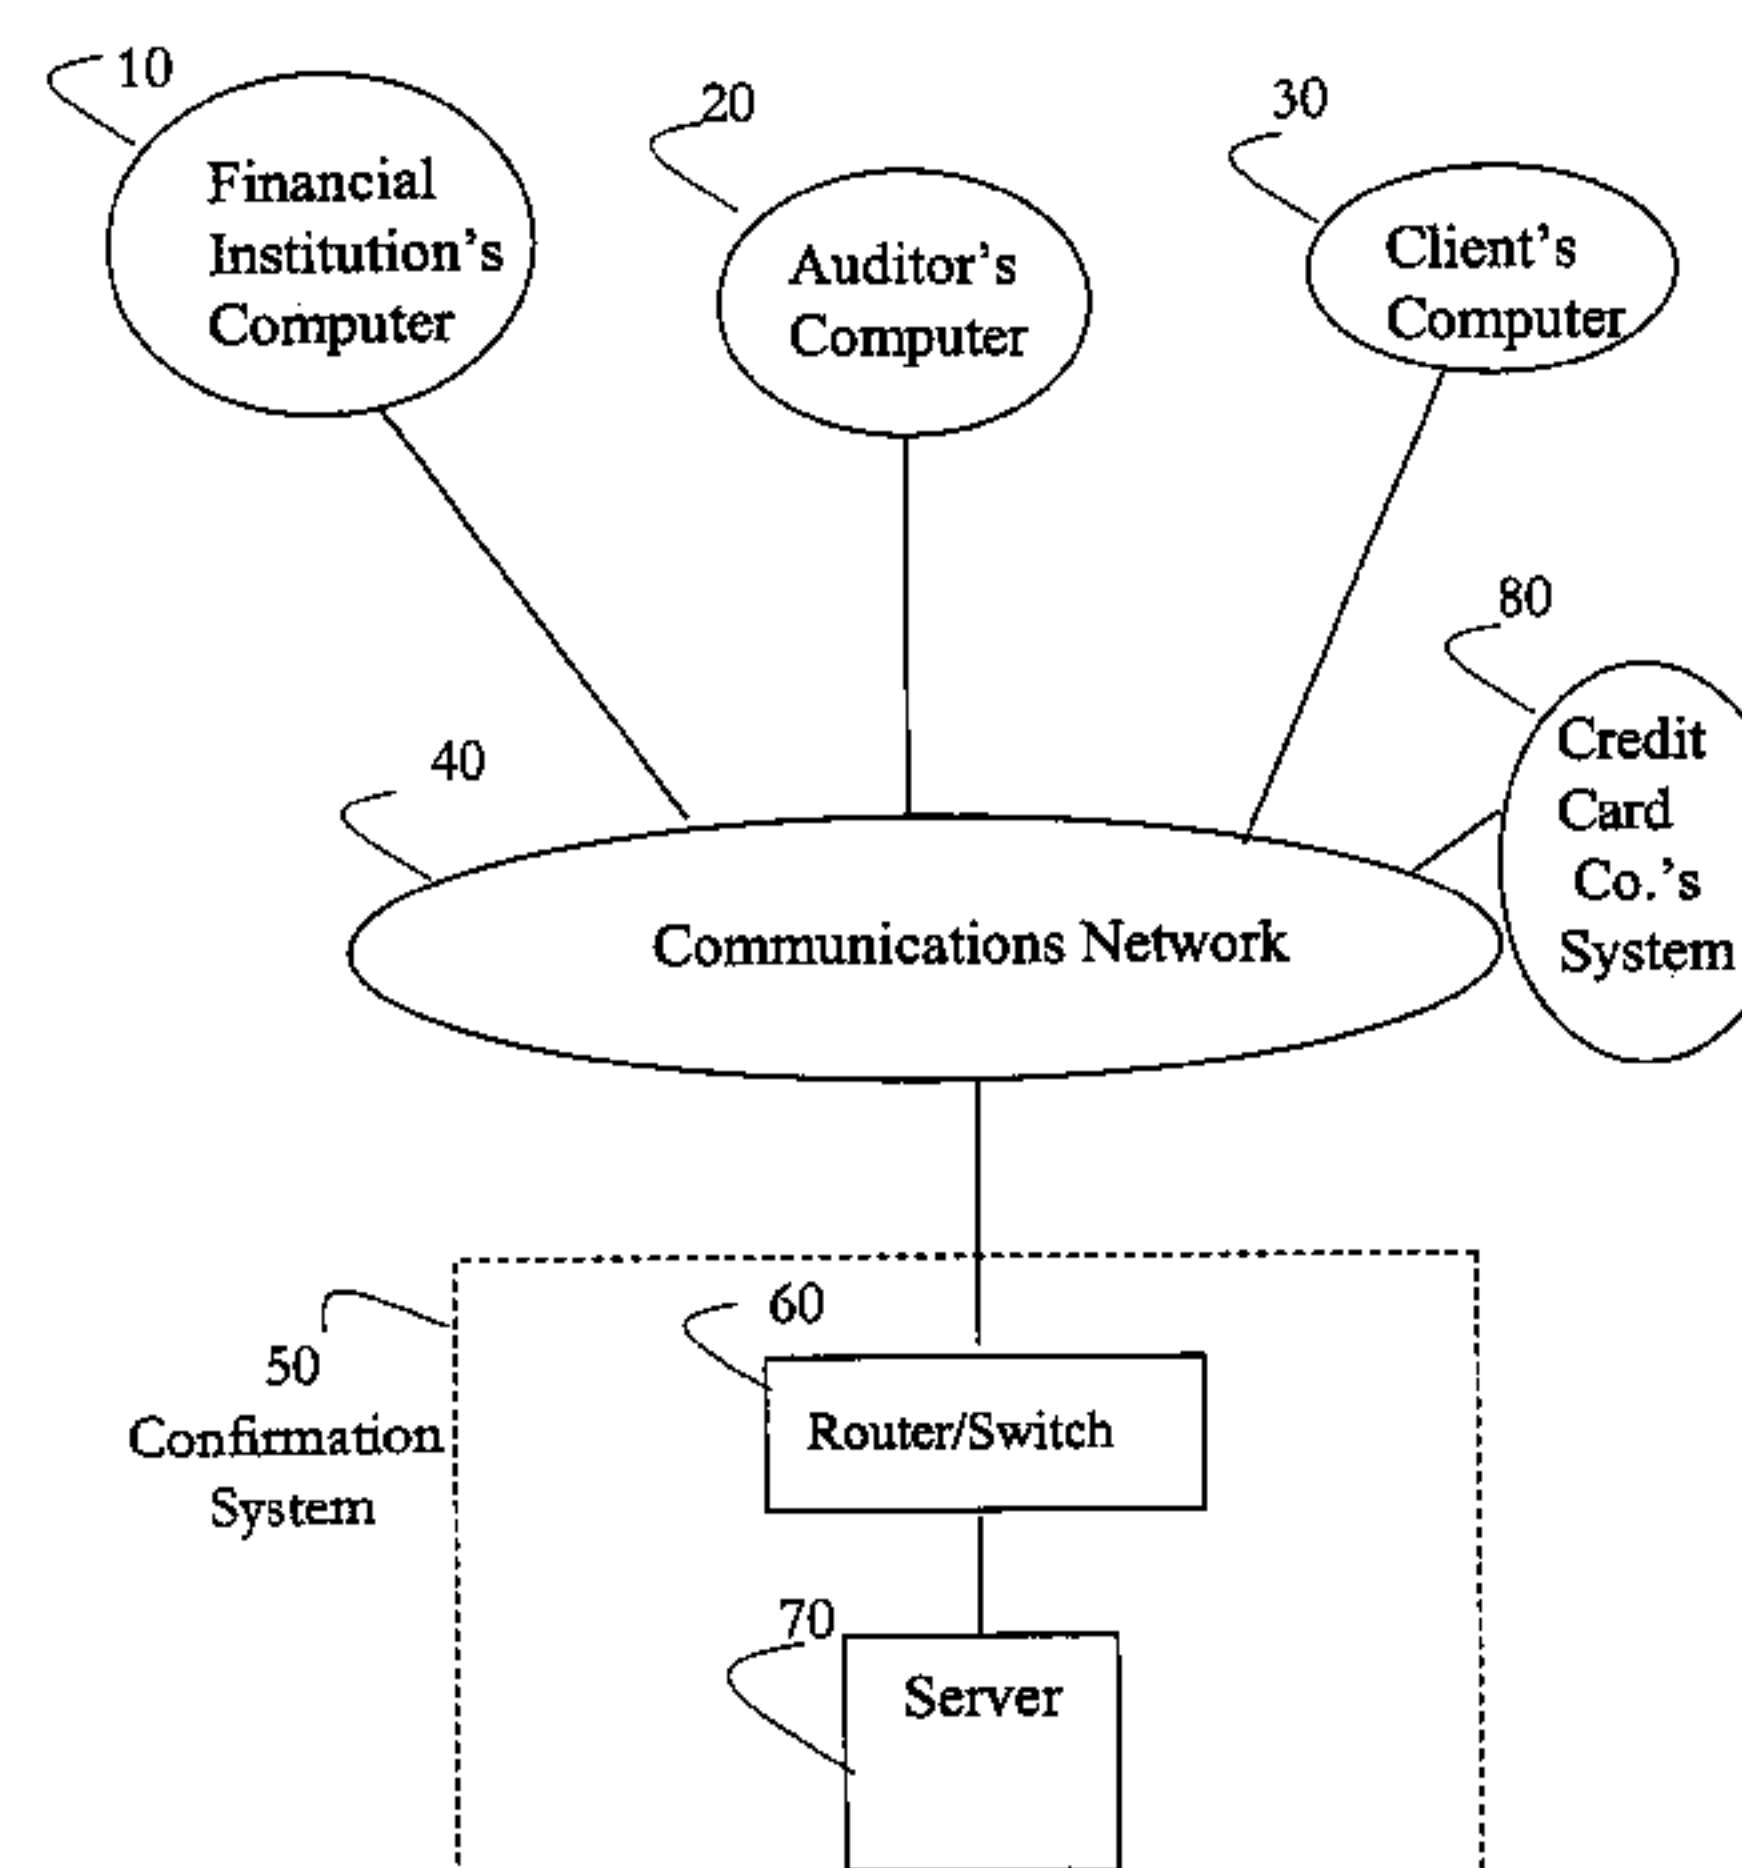 10
Financial
Institution's
Computer
20
Auditor's
Computer
30
Client's
Computer
80
Credit
Card
Co.'s
System
40
Communications Network
50
Confirmation
System
60
Router/Switch
70
Server